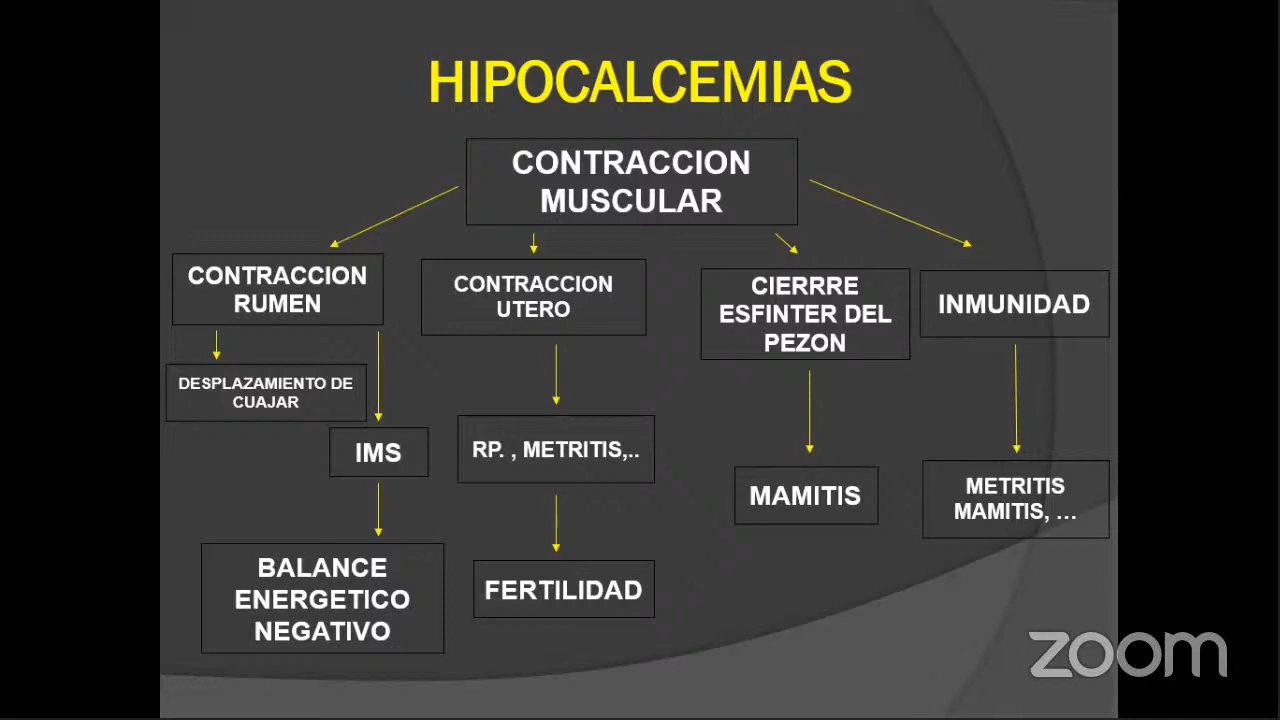 HIPOCALCEMIAS
CONTRACCION
MUSCULAR
CONTRACCION
RUMEN
CONTRACCION
UTERO
CIERRRE
ESFINTER DEL
PEZON
INMUNIDAD
DESPLAZAMIENTO DE
CUAJAR
IMS
RP. , METRITIS,..
MAMITIS
METRITIS
MAMITIS, ...
BALANCE
ENERGETICO
NEGATIVO
FERTILIDAD
zoom